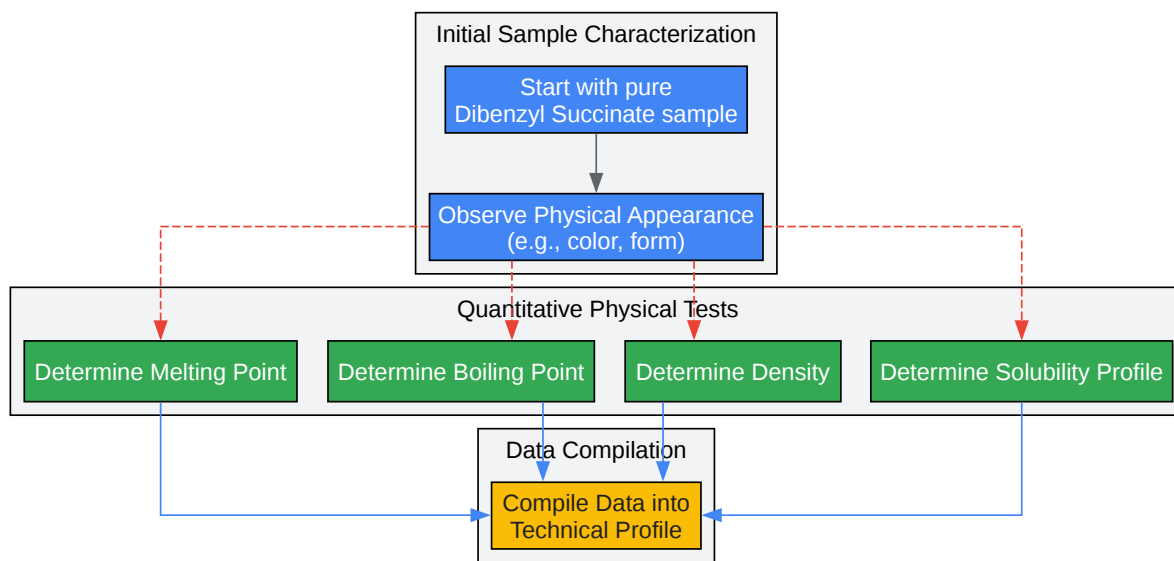 Initial Sample Characterization
Start with pure
Dibenzyl Succinate sample
Observe Physical Appearance
(e.g., color, form)
Quantitative Physical Tests
Determine Melting Point
Determine Boiling Point
Determine Density
Determine Solubility Profile
Data Compilation
Compile Data into
Technical Profile